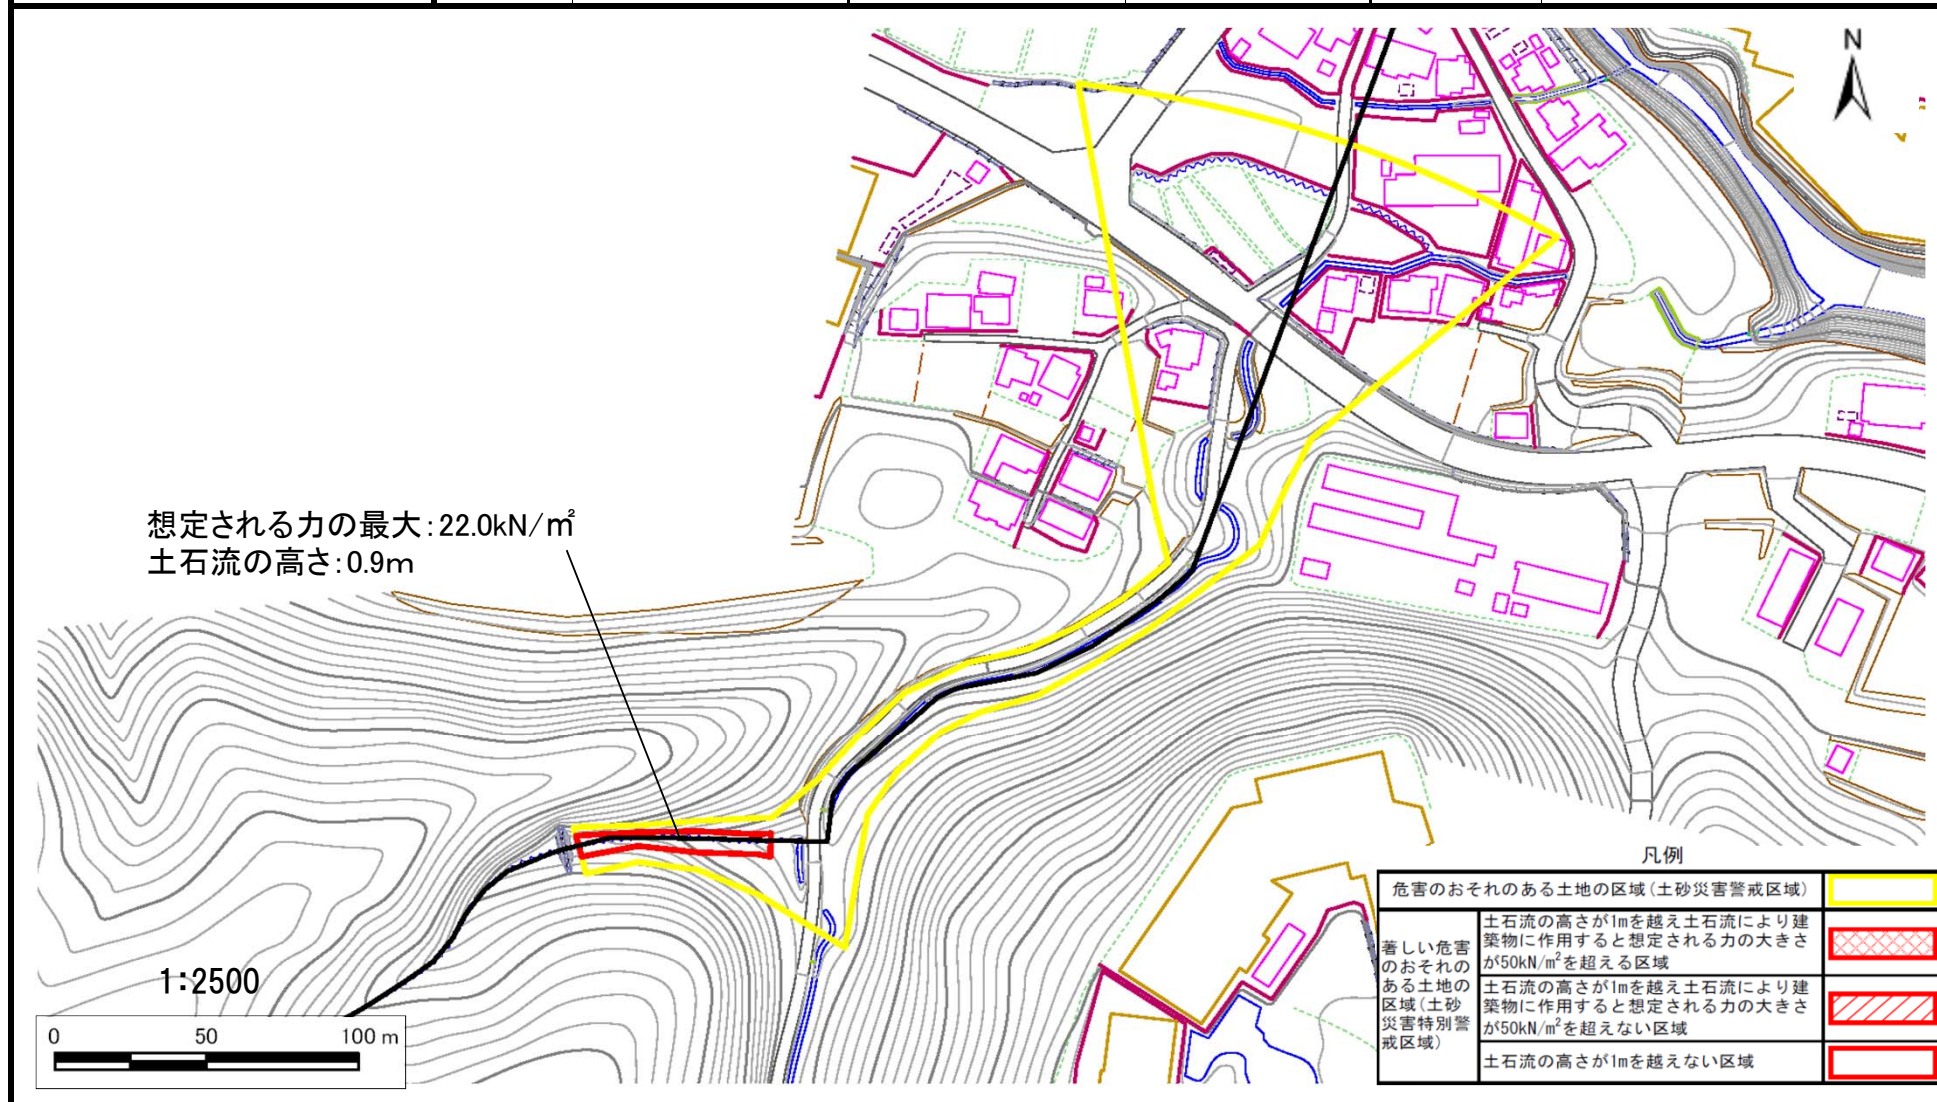 N
想定される力の最大：22.0kN/㎡
土石流の高さ：0.9m
1:2500
0 50 100 m
凡例
危害のおそれのある土地の区域（土砂災害警戒区域）
著しい危害
のおそれの
ある土地の
区域（土砂
災害特別警
戒区域）
土石流の高さが1mを越え土石流により建
築物に作用すると想定される力の大きさ
が50kN/m²を超える区域
土石流の高さが1mを越え土石流により建
築物に作用すると想定される力の大きさ
が50kN/m²を超えない区域
土石流の高さが1mを越えない区域